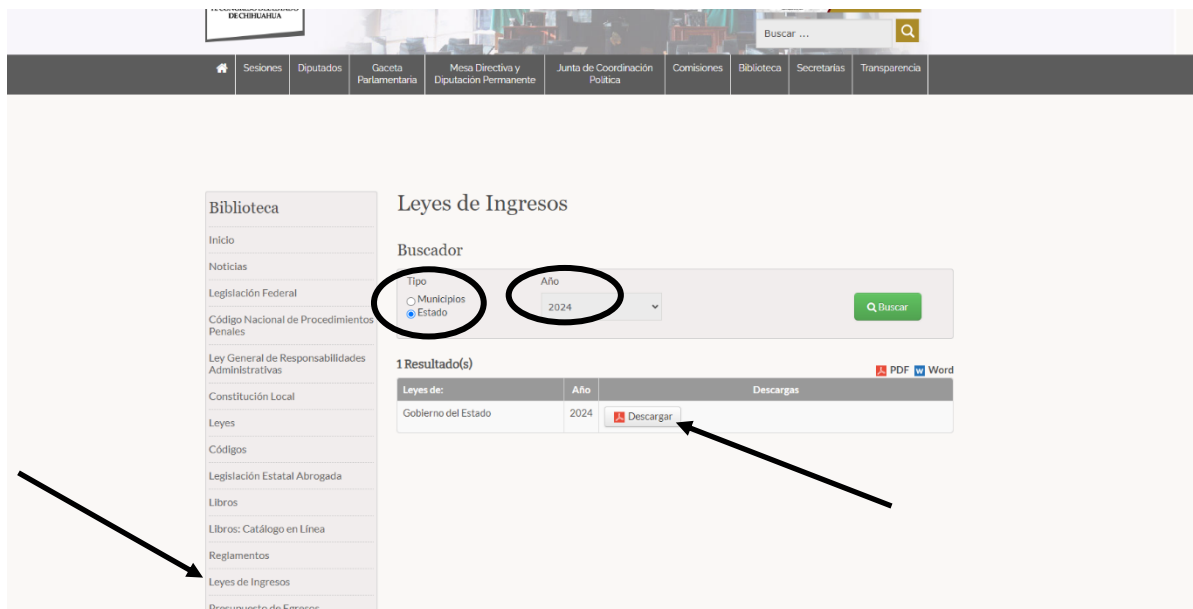 DE CHIHUAHUA
Buscar ...
Sesiones
Diputados
Gaceta
Parlamentaria
Mesa Directiva y
Diputación Permanente
Junta de Coordinación
Política
Comisiones
Biblioteca
Secretarías
Transparencia
Biblioteca
Inicio
Noticias
Legislación Federal
Código Nacional de Procedimientos
Penales
Ley General de Responsabilidades
Administrativas
Constitución Local
Leyes
Códigos
Legislación Estatal Abrogada
Libros
Libros: Catálogo en Línea
Reglamentos
Leyes de Ingresos
Presupuesto de Egresos
Leyes de Ingresos
Buscador
Tipo
Municipios
Estado
Año
2024
Buscar
1 Resultado(s)
PDF Word
Leyes de: Año Descargas
Gobierno del Estado 2024 Descargar